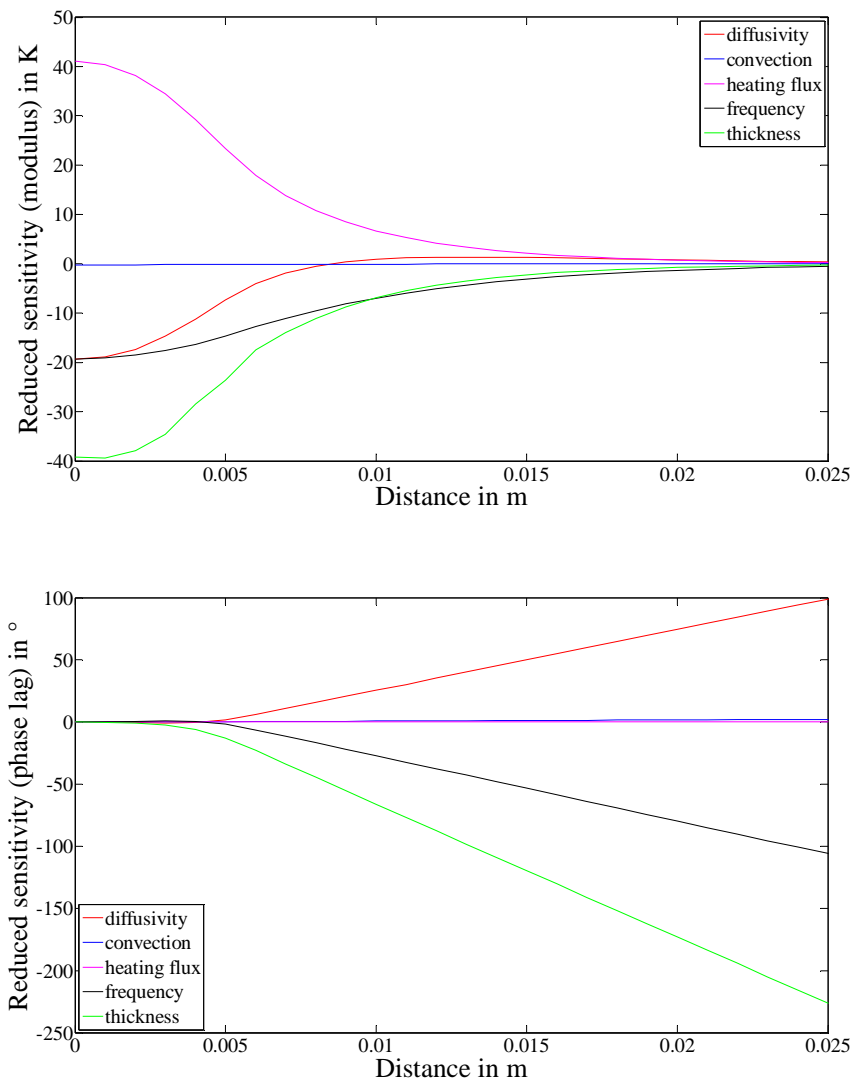 50
40
30
20
10
0
-10
-20
-30
-40
Reduced sensitivity (modulus) in K
diffusivity
convection
heating flux
frequency
thickness
0
0.005
0.01
0.015
0.02
0.025
Distance in m
100
50
0
-50
-100
-150
-200
-250
Reduced sensitivity (phase lag) in °
diffusivity
convection
heating flux
frequency
thickness
0
0.005
0.01
0.015
0.02
0.025
Distance in m